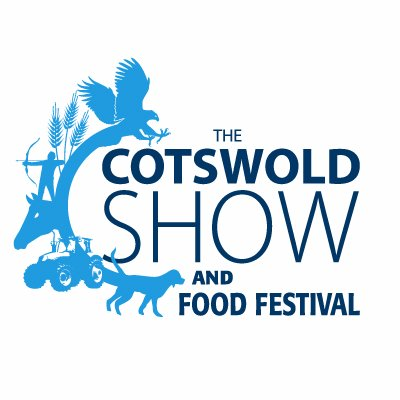 THE
COTSWOLD
SHOW
AND
FOOD FESTIVAL